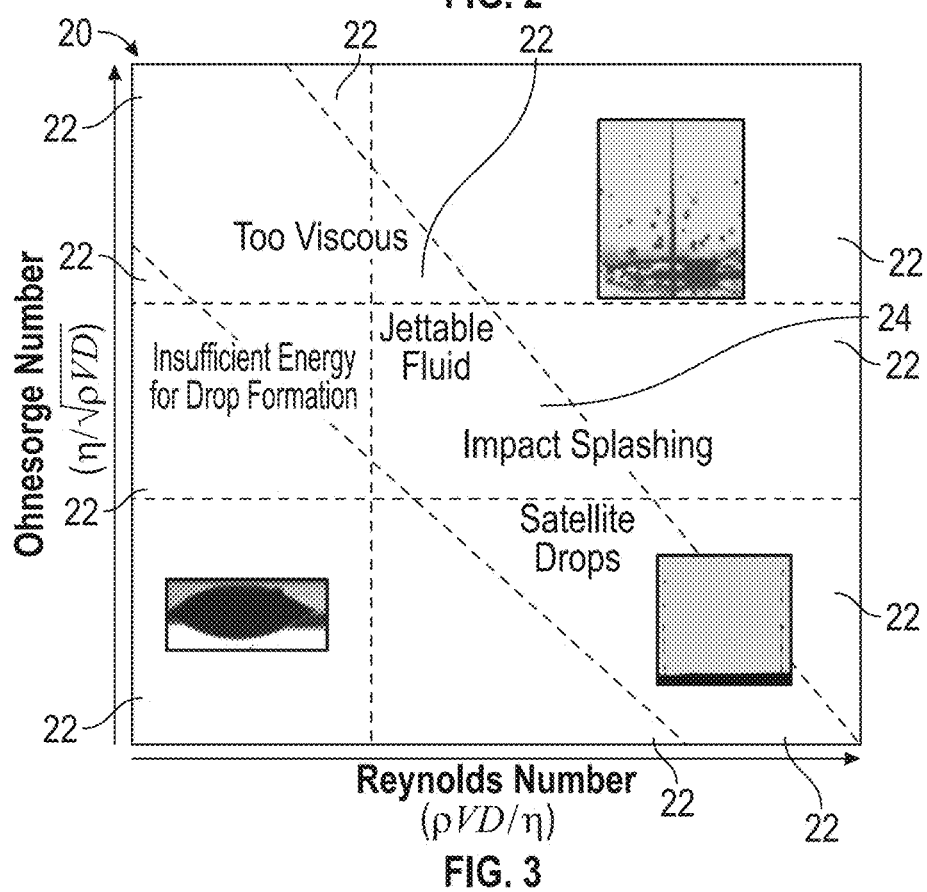 FIG. 2
20
22
22
22
Too Viscous
22
22
Ohnesorge Number
(η/√ρVD)
Jettable
Fluid
24
22
Insufficient Energy
for Drop Formation
Impact Splashing
22
Satellite
Drops
22
22
22
22
Reynolds Number
(ρVD/η)
FIG. 3